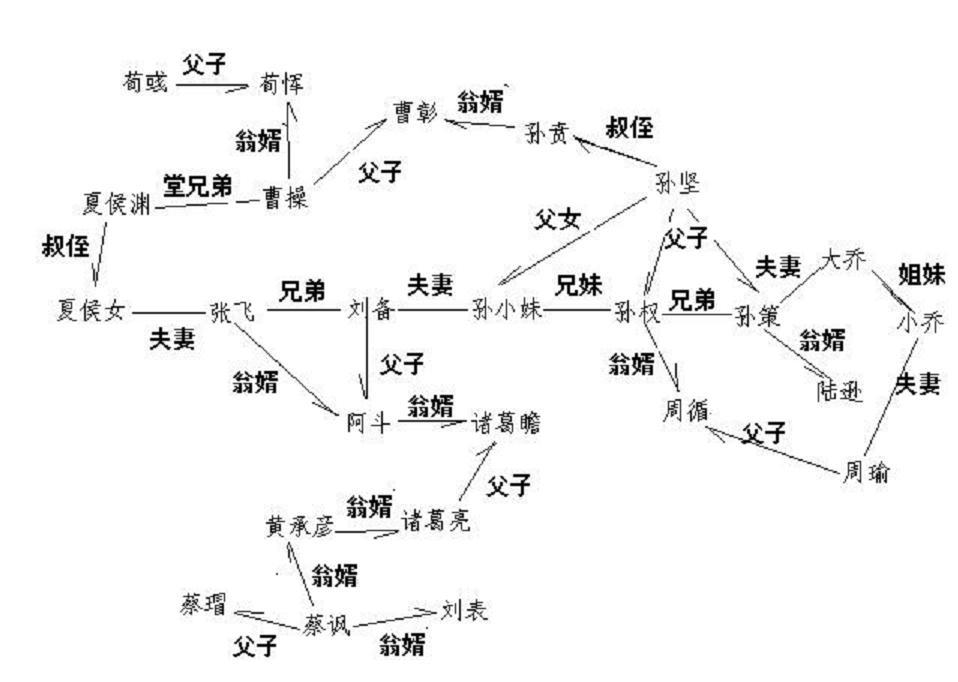 父子
荀彧 荀恽
翁婿
曹彰
翁婿
孙贲
叔侄
翁婿
父子
堂兄弟
夏侯渊 曹操
孙坚
父女
父子
叔侄
夫妻
大乔
姐妹
夏侯女
夫妻
张飞
兄弟
刘备
夫妻
孙小妹
兄妹
孙权
兄弟
孙策
小乔
翁婿
父子
翁婿
翁婿
陆逊
夫妻
阿斗
翁婿
诸葛瞻
周循
父子
周瑜
父子
黄承彦
翁婿
诸葛亮
翁婿
蔡瑁
父子
蔡讽
翁婿
刘表